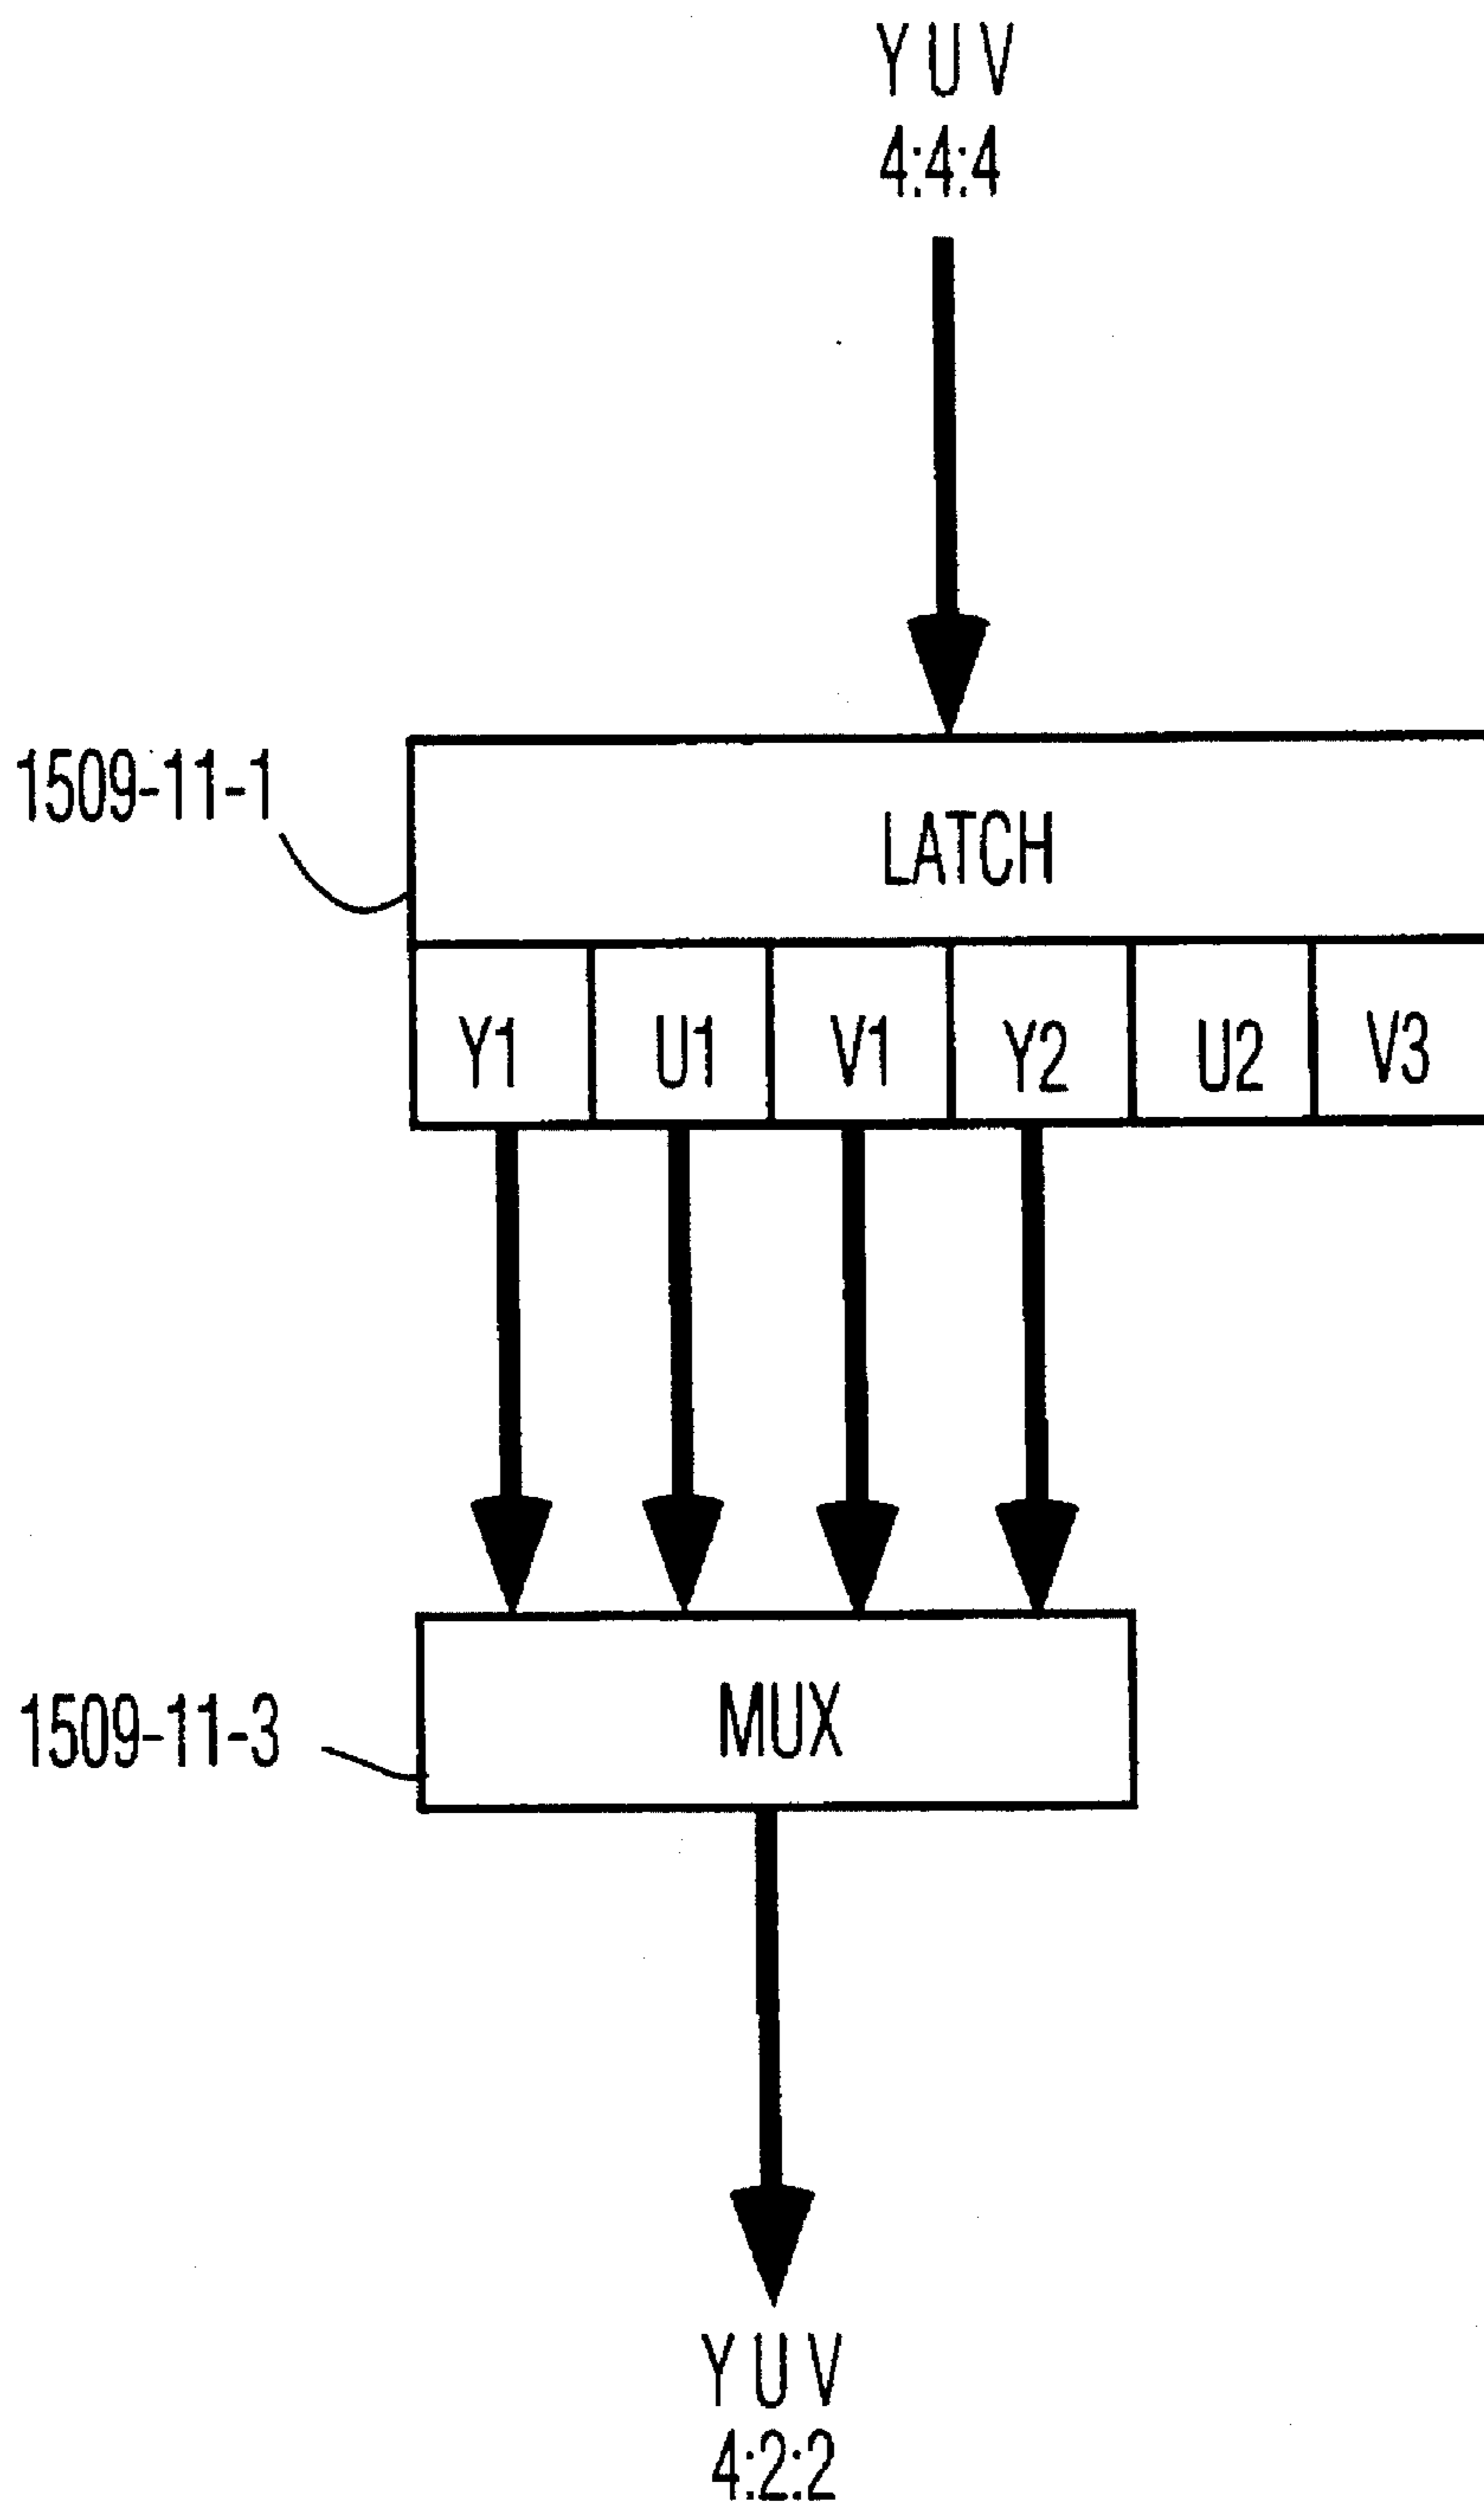 Y U V
4:4:4
1509-11-1
LATCH
Y1 U1 V1 Y2 U2 V3
1509-11-3
MUX
Y U V
4:2:2